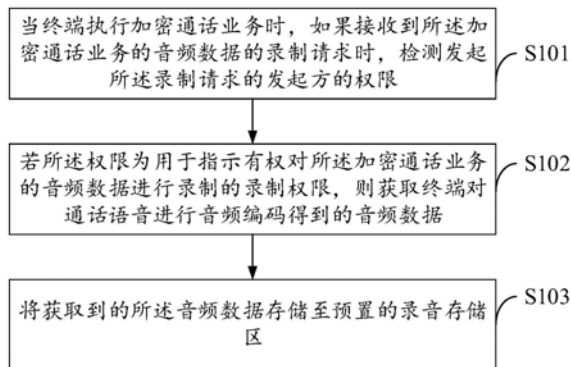 当终端执行加密通话业务时，如果接收到所述加
密通话业务的音频数据的录制请求时，检测发起
所述录制请求的发起方的权限
S101
若所述权限为用于指示有权对所述加密通话业务
的音频数据进行录制的录制权限，则获取终端对
通话语音进行音频编码得到的音频数据
S102
将获取到的所述音频数据存储至预置的录音存储
区
S103